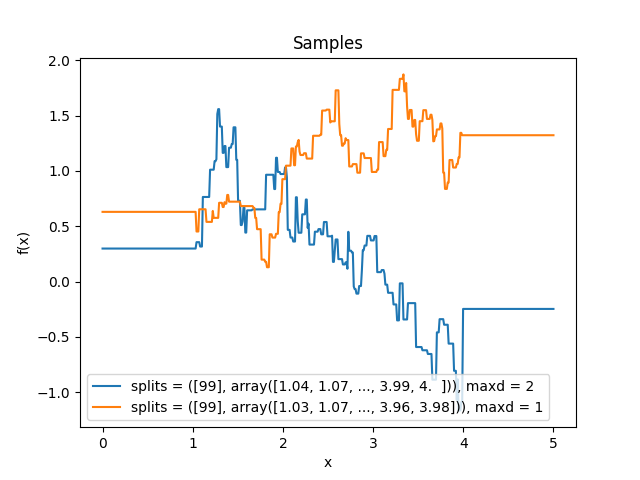 Samples
2.0
1.5
1.0
0.5
0.0
−0.5
−1.0
f(x)
splits = ([99], array([1.04, 1.07, ..., 3.99, 4.  ])), maxd = 2
splits = ([99], array([1.03, 1.07, ..., 3.96, 3.98])), maxd = 1
0 1 2 3 4 5
x